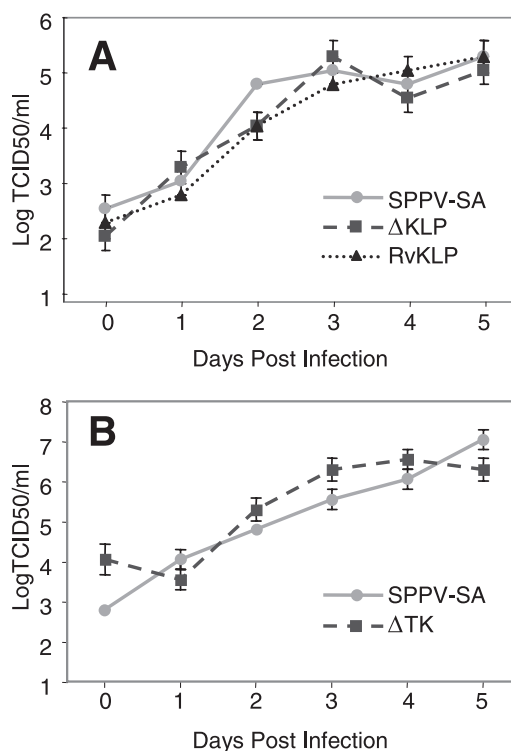 A
Log TCID50/ml
6
5
4
3
2
1
SPPV-SA
ΔKLP
RvKLP
0 1 2 3 4 5
Days Post Infection
B
LogTCID50/ml
8
7
6
5
4
3
2
1
SPPV-SA
ΔTK
0 1 2 3 4 5
Days Post Infection